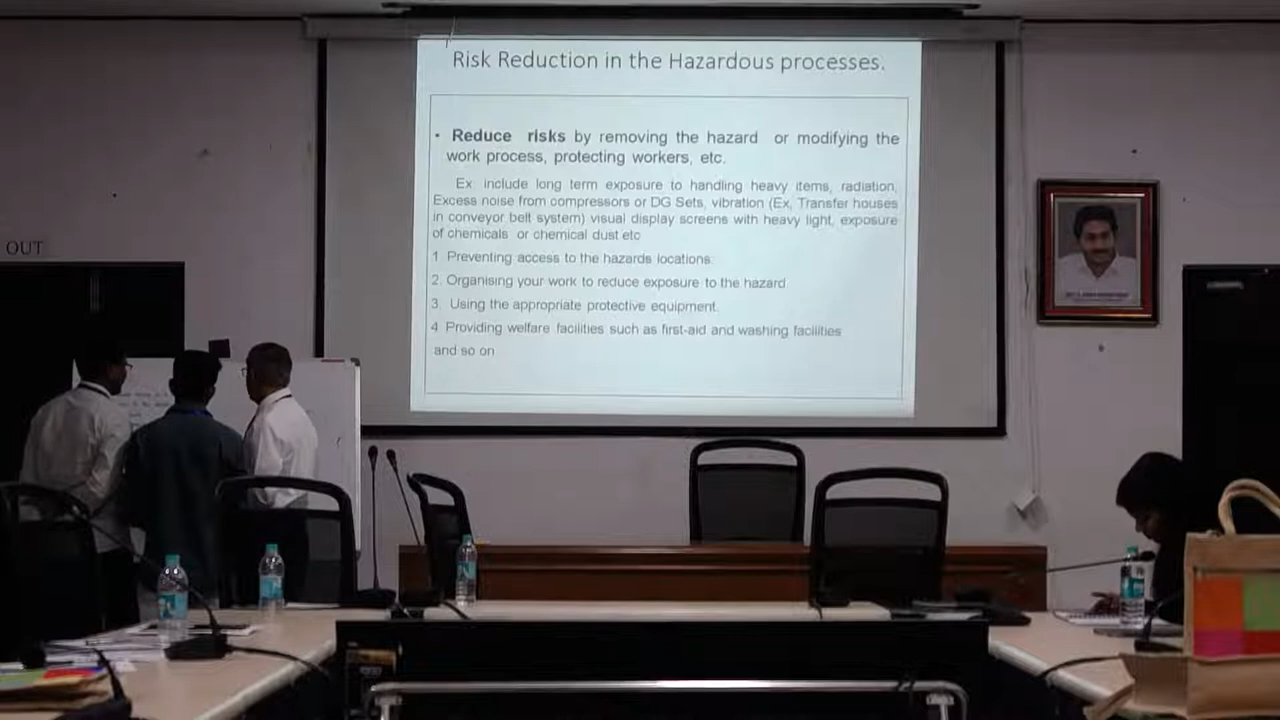 Risk Reduction in the Hazardous processes.
• Reduce risks by removing the hazard or modifying the
work process, protecting workers, etc.
Ex include long term exposure to handling heavy items, radiation,
Excess noise from compressors or DG Sets, vibration (Ex, Transfer houses
in conveyor belt system) visual display screens with heavy light, exposure
of chemicals or chemical dust etc
1 Preventing access to the hazards locations.
2. Organising your work to reduce exposure to the hazard
3. Using the appropriate protective equipment.
4 Providing welfare facilities such as first-aid and washing facilities
and so on
OUT